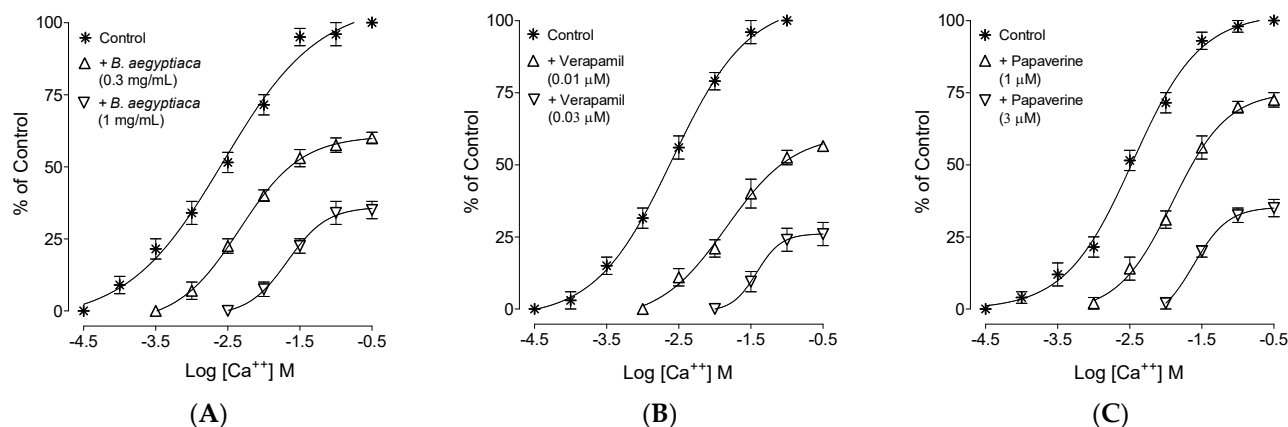 100
75
50
25
0
% of Control
Control
+ B. aegyptiaca
(0.3 mg/mL)
+ B. aegyptiaca
(1 mg/mL)
-4.5
-3.5
-2.5
-1.5
-0.5
Log [Ca⁺⁺] M
(A)
100
75
50
25
0
% of Control
Control
+ Verapamil
(0.01 μM)
+ Verapamil
(0.03 μM)
-4.5
-3.5
-2.5
-1.5
-0.5
Log [Ca⁺⁺] M
(B)
100
75
50
25
0
% of Control
Control
+ Papaverine
(1 μM)
+ Papaverine
(3 μM)
-4.5
-3.5
-2.5
-1.5
-0.5
Log [Ca⁺⁺] M
(C)